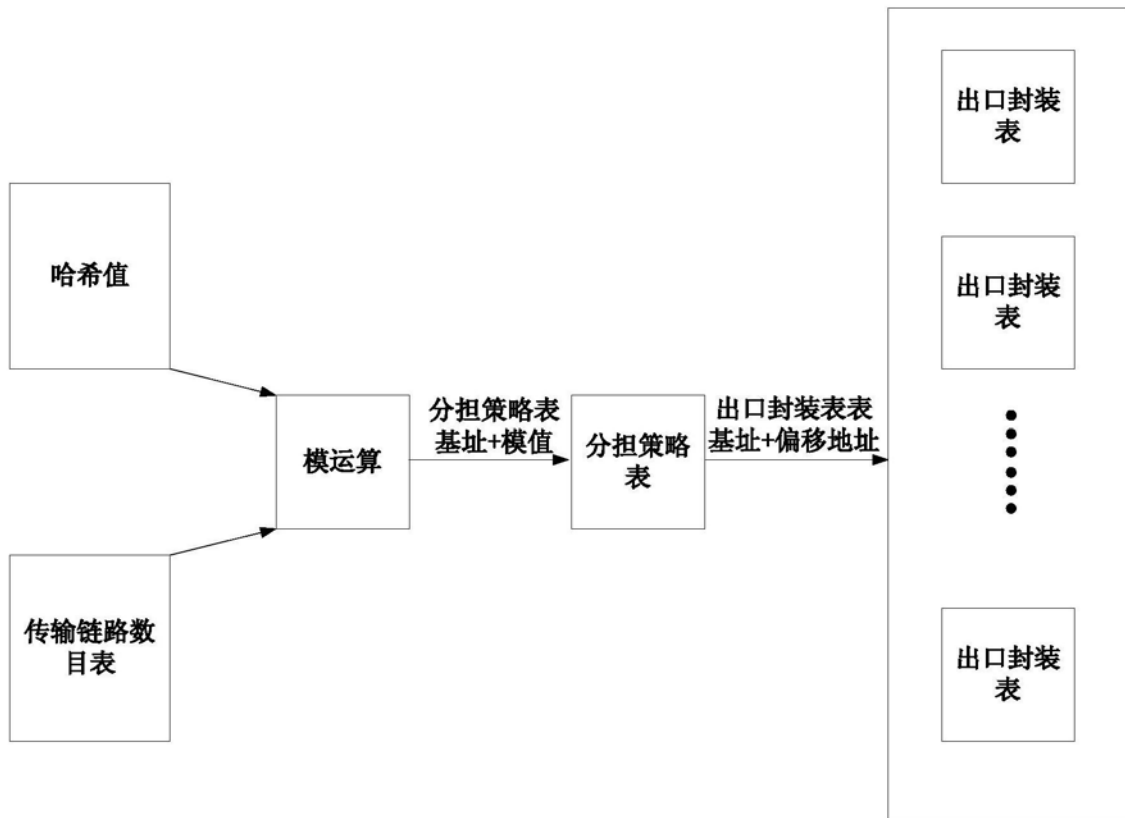 哈希值
传输链路数
目表
模运算
分担策略表
基址+模值
分担策略
表
出口封装表表
基址+偏移地址
出口封装
表
出口封装
表
出口封装
表